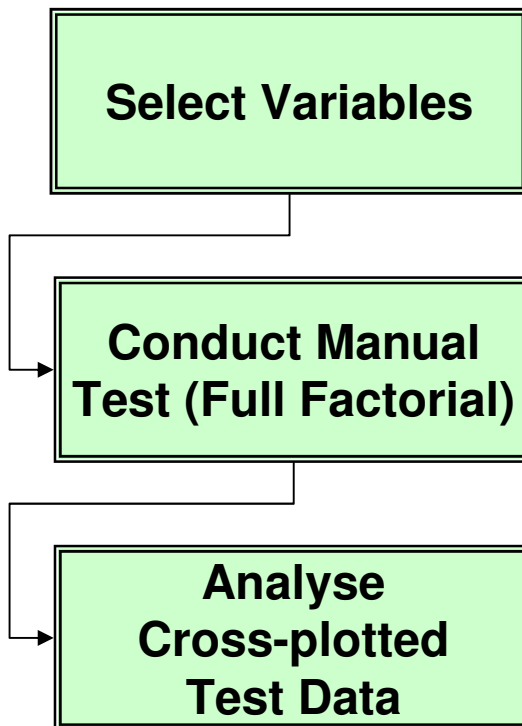 Select Variables
Conduct Manual
Test (Full Factorial)
Analyse
Cross-plotted
Test Data